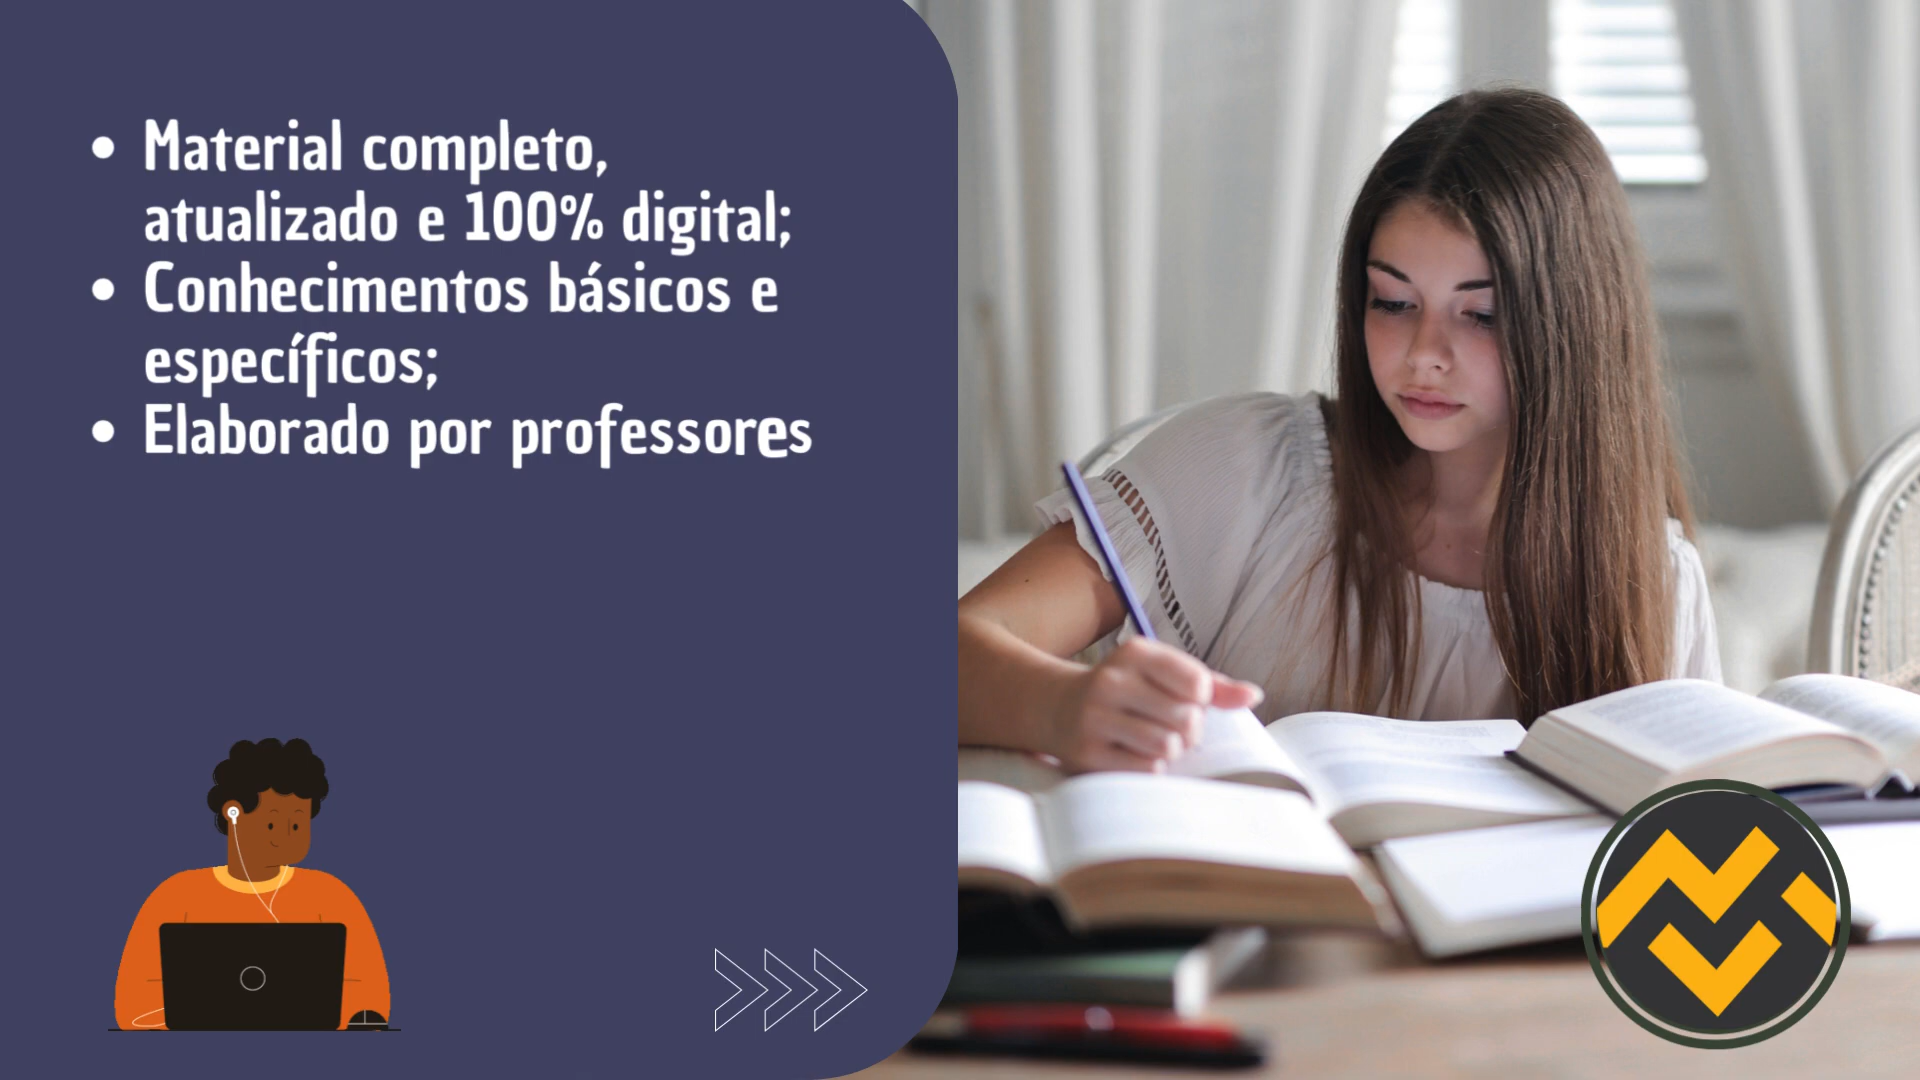 • Material completo,
atualizado e 100% digital;
• Conhecimentos básicos e
específicos;
• Elaborado por professores